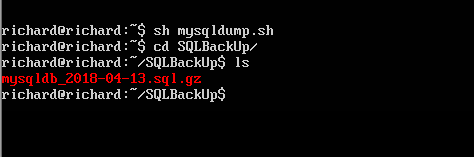 richard@richard:~$ sh mysqldump.sh
richard@richard:~$ cd SQLBackUp/
richard@richard:~/SQLBackUp$ ls
mysqldb_2018-04-13.sql.gz
richard@richard:~/SQLBackUp$